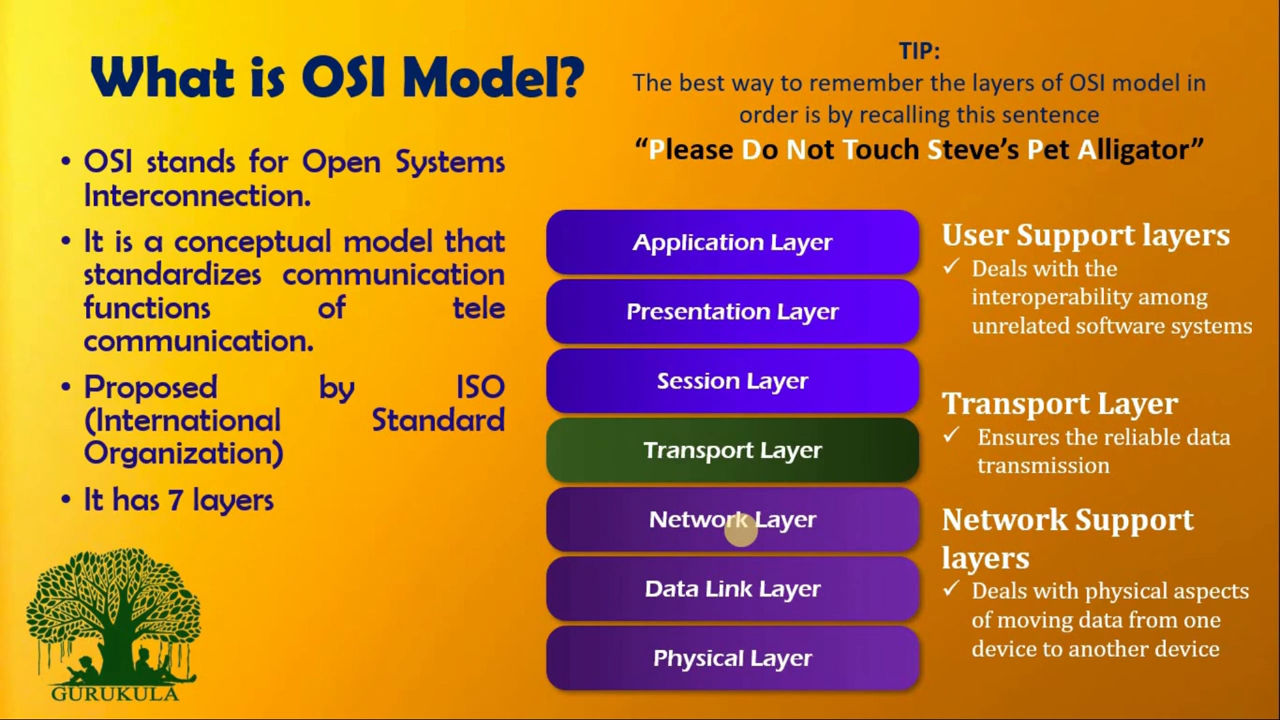 What is OSI Model?
• OSI stands for Open Systems
Interconnection.
• It is a conceptual model that
standardizes communication
functions of tele
communication.
• Proposed by ISO
(International Standard
Organization)
• It has 7 layers
GURUKULA
TIP:
The best way to remember the layers of OSI model in
order is by recalling this sentence
“Please Do Not Touch Steve’s Pet Alligator”
Application Layer
Presentation Layer
Session Layer
Transport Layer
Network Layer
Data Link Layer
Physical Layer
User Support layers
✓ Deals with the
interoperability among
unrelated software systems
Transport Layer
✓ Ensures the reliable data
transmission
Network Support
layers
✓ Deals with physical aspects
of moving data from one
device to another device